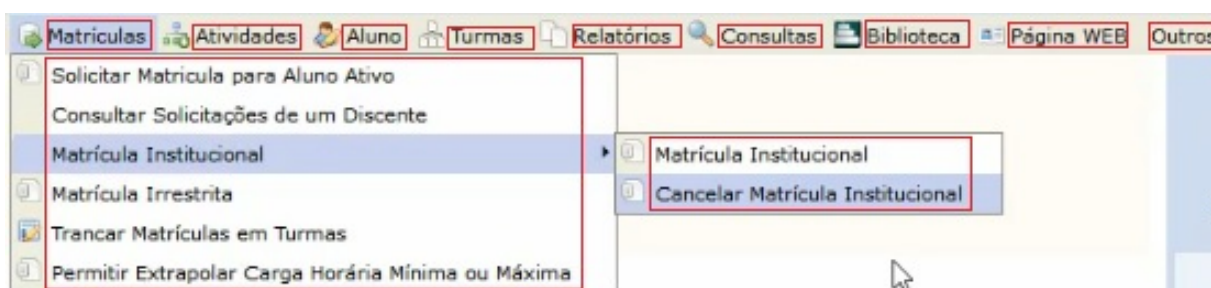 Matriculas Atividades Aluno Turmas Relatórios Consultas Biblioteca Página WEB Outros
Solicitar Matricula para Aluno Ativo
Consultar Solicitações de um Discente
Matrícula Institucional
Matrícula Institucional
Matrícula Irrestrita
Cancelar Matrícula Institucional
Trancar Matrículas em Turmas
Permitir Extrapolar Carga Horária Mínima ou Máxima